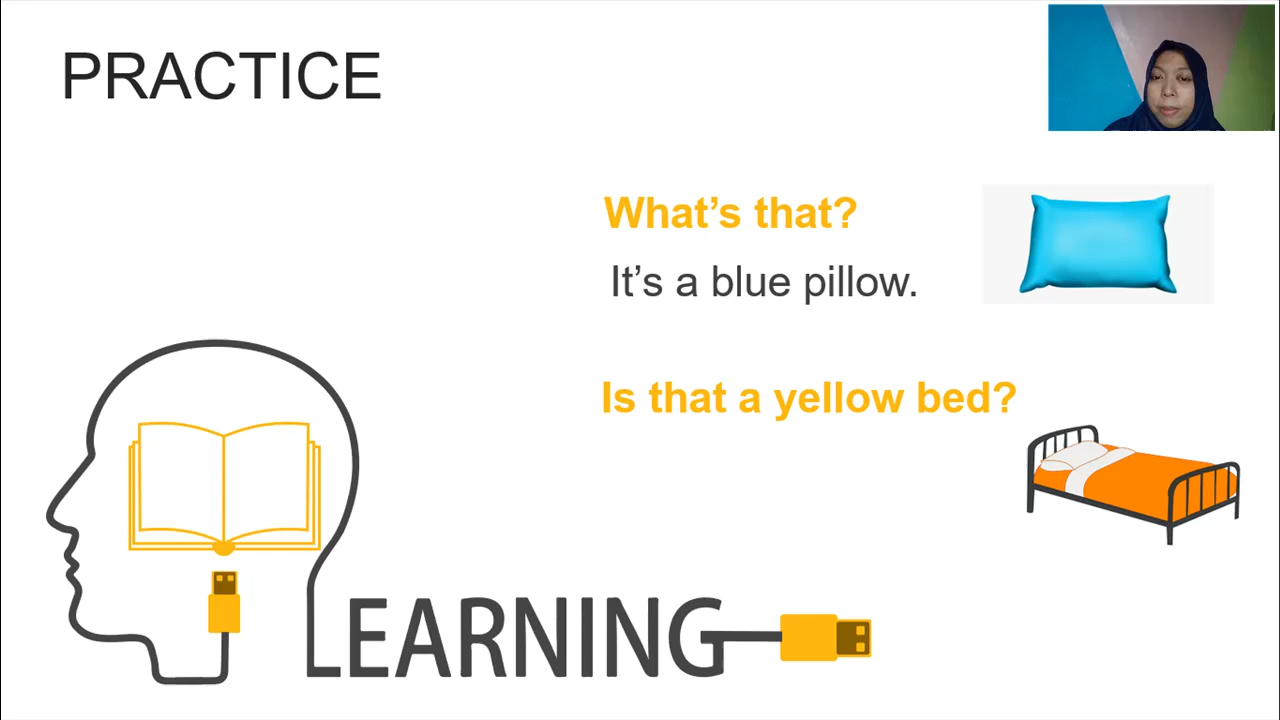 PRACTICE
What's that?
It's a blue pillow.
Is that a yellow bed?
LEARNING